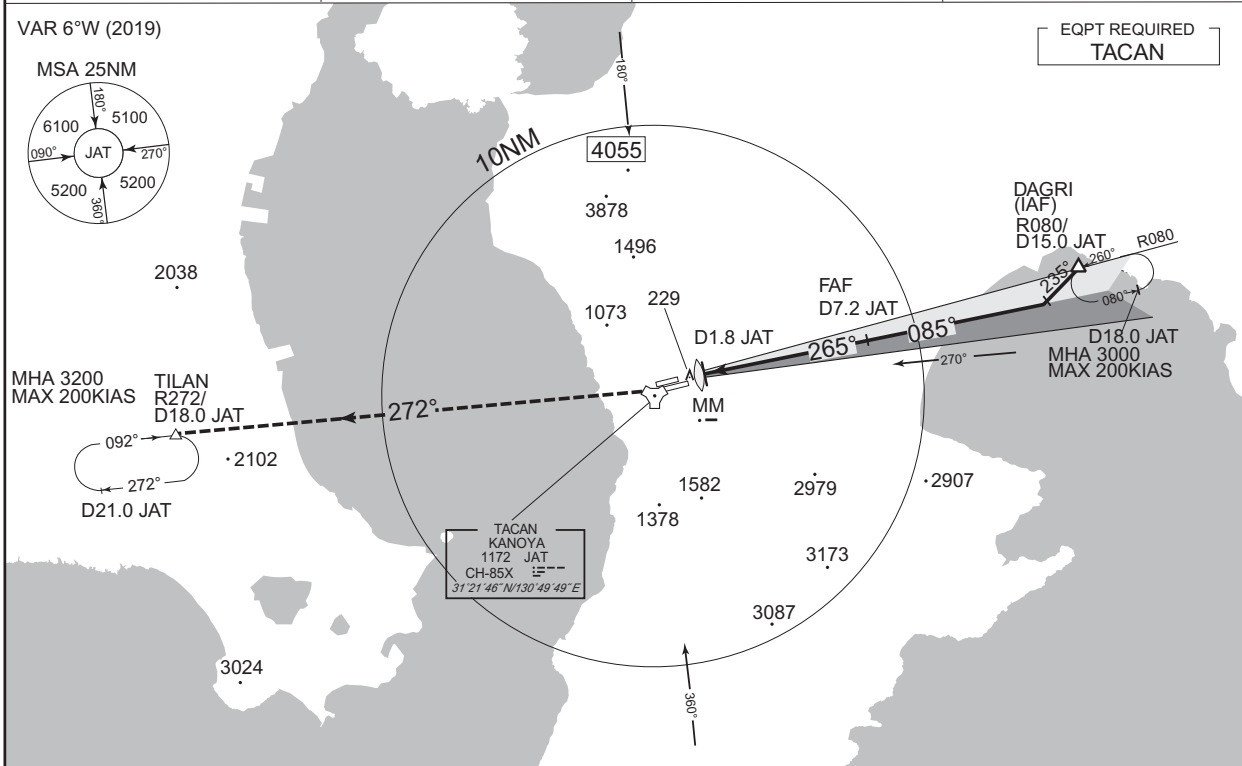 VAR 6°W (2019)
EQPT REQUIRED
TACAN
MSA 25NM
180°
6100
5100
090°
JAT
270°
5200
5200
360°
180°
10NM
4055
3878
1496
2038
229
1073
DAGRI
(IAF)
R080/
D15.0 JAT
R080
260°
235°
080°
FAF
D7.2 JAT
D1.8 JAT
265°
085°
D18.0 JAT
270°
MHA 3000
MAX 200KIAS
MHA 3200
MAX 200KIAS
TILAN
R272/
D18.0 JAT
272°
MM
092°
272°
D21.0 JAT
2102
1582
2979
2907
1378
TACAN
KANOYA
1172 JAT
CH-85X
31°21´46˝N/130°49´49˝E
3173
3087
3024
360°